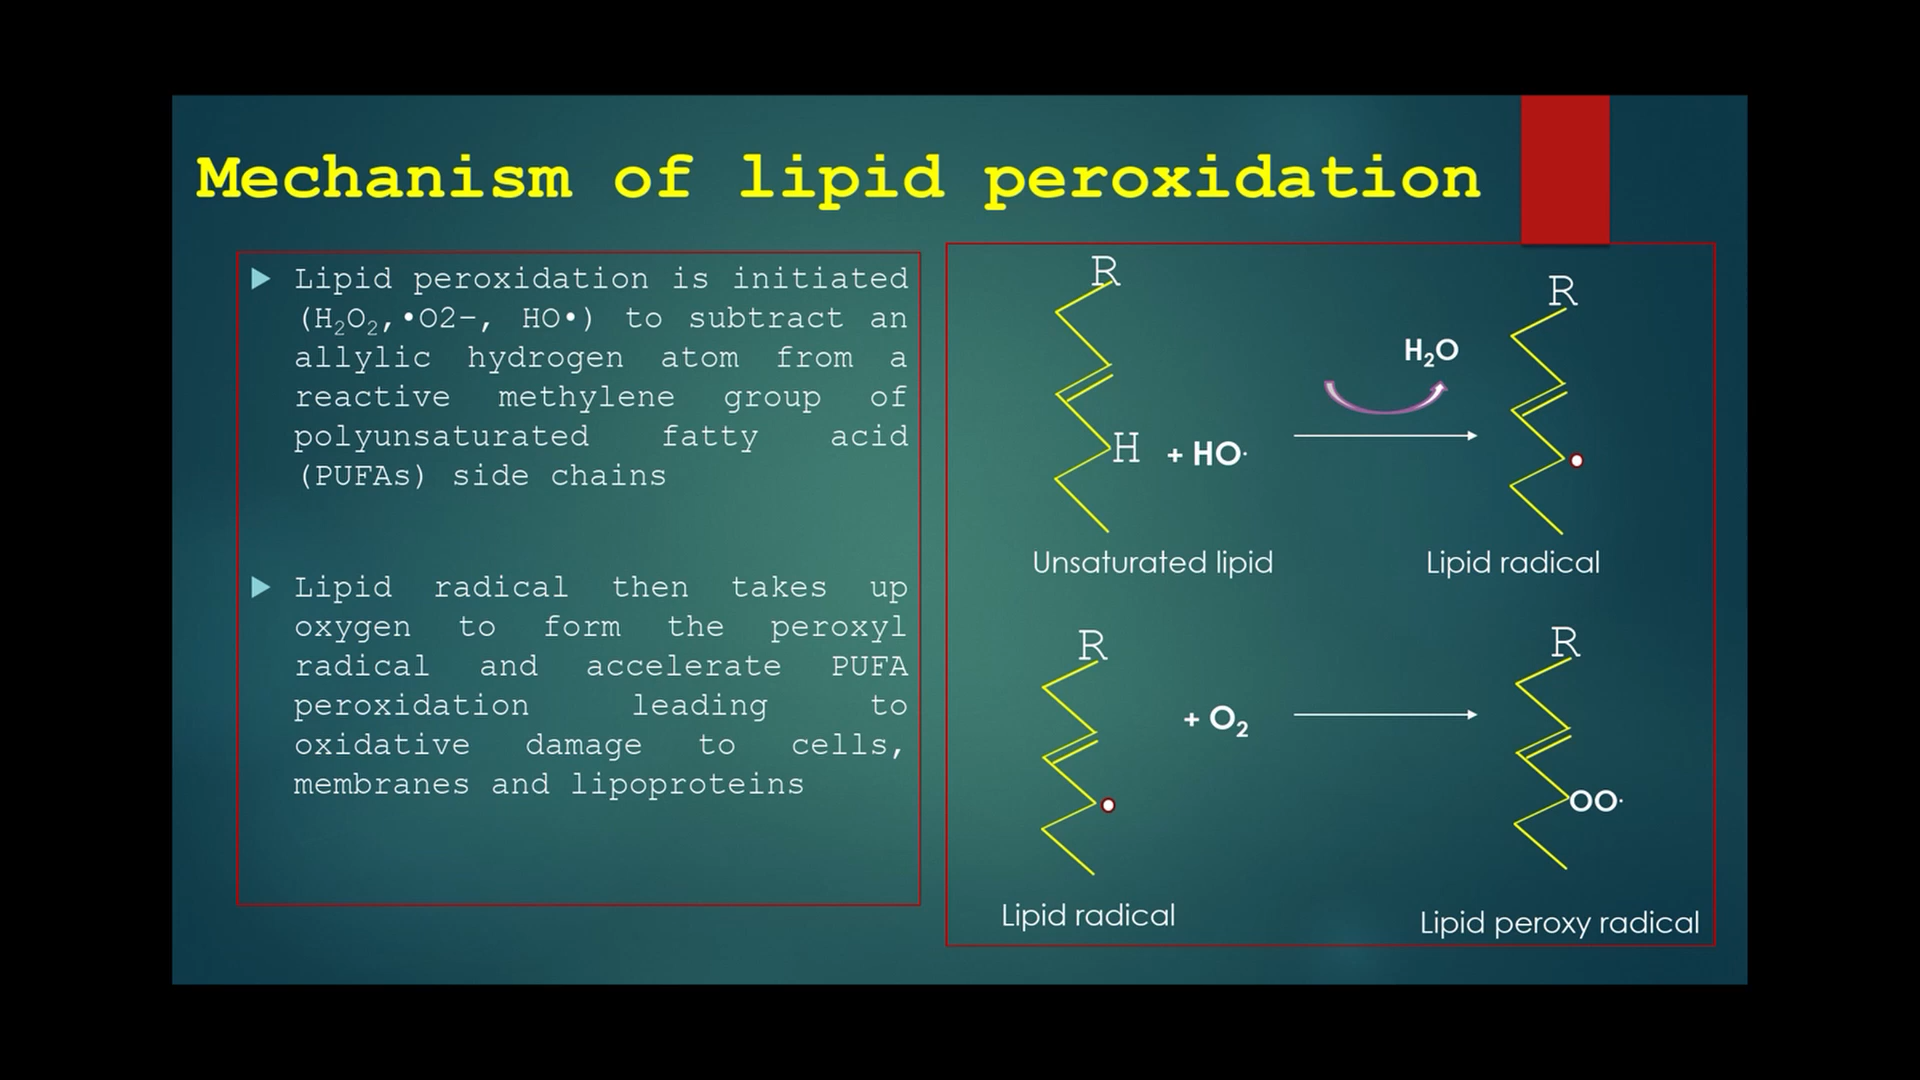 Mechanism of lipid peroxidation
Lipid peroxidation is initiated
(H₂O₂,•O2−, HO•) to subtract an
allylic hydrogen atom from a
reactive methylene group of
polyunsaturated fatty acid
(PUFAs) side chains
Lipid radical then takes up
oxygen to form the peroxyl
radical and accelerate PUFA
peroxidation leading to
oxidative damage to cells,
membranes and lipoproteins
R
R
H₂O
H + HO·
Unsaturated lipid
Lipid radical
R
R
+ O₂
OO·
Lipid radical
Lipid peroxy radical